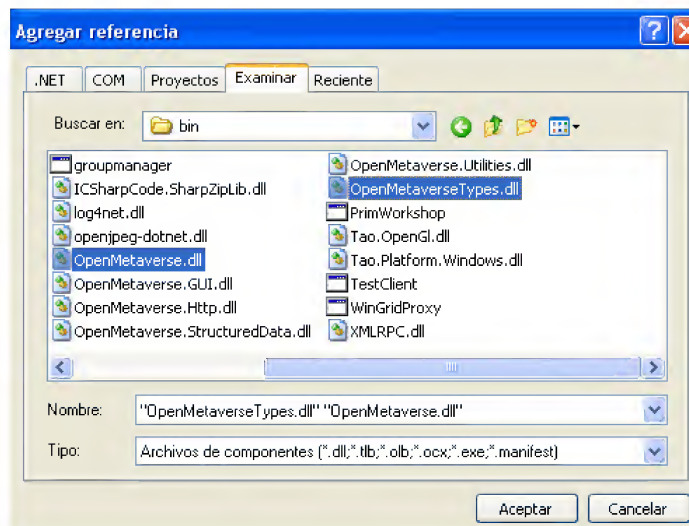 Agregar referencia
.NET COM Proyectos Examinar Reciente
Buscar en: bin
groupmanager
ICSharpCode.SharpZipLib.dll
log4net.dll
openjpeg-dotnet.dll
OpenMetaverse.dll
OpenMetaverse.GUI.dll
OpenMetaverse.Http.dll
OpenMetaverse.StructuredData.dll
OpenMetaverse.Utilities.dll
OpenMetaverseTypes.dll
PrimWorkshop
Tao.OpenGl.dll
Tao.Platform.Windows.dll
TestClient
WinGridProxy
XMLRPC.dll
Nombre: "OpenMetaverseTypes.dll" "OpenMetaverse.dll"
Tipo: Archivos de componentes (*.dll;*.tlb;*.olb;*.ocx;*.exe;*.manifest)
Aceptar Cancelar